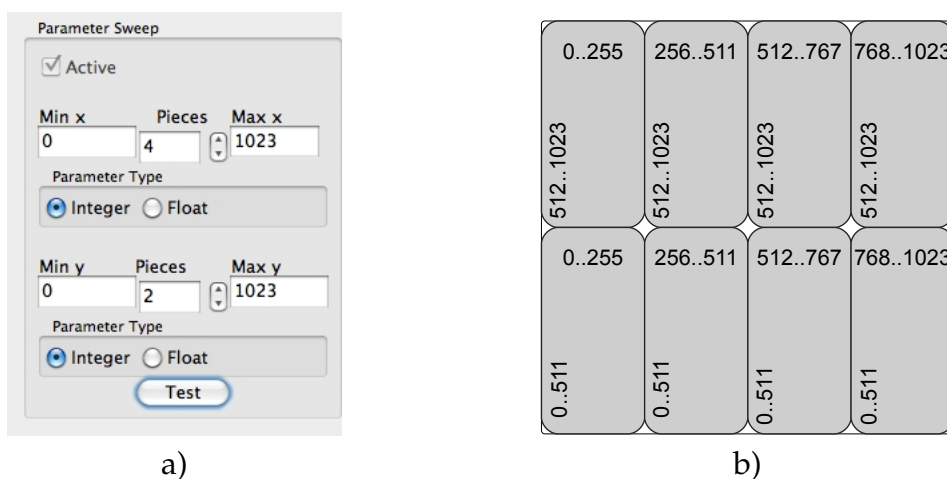 Parameter Sweep
Active
Min x Pieces Max x
0 4 1023
Parameter Type
Integer Float
Min y Pieces Max y
0 2 1023
Parameter Type
Integer Float
Test
a)
0..255 256..511 512..767 768..1023
512..1023 512..1023 512..1023 512..1023
0..255 256..511 512..767 768..1023
0..511 0..511 0..511 0..511
b)